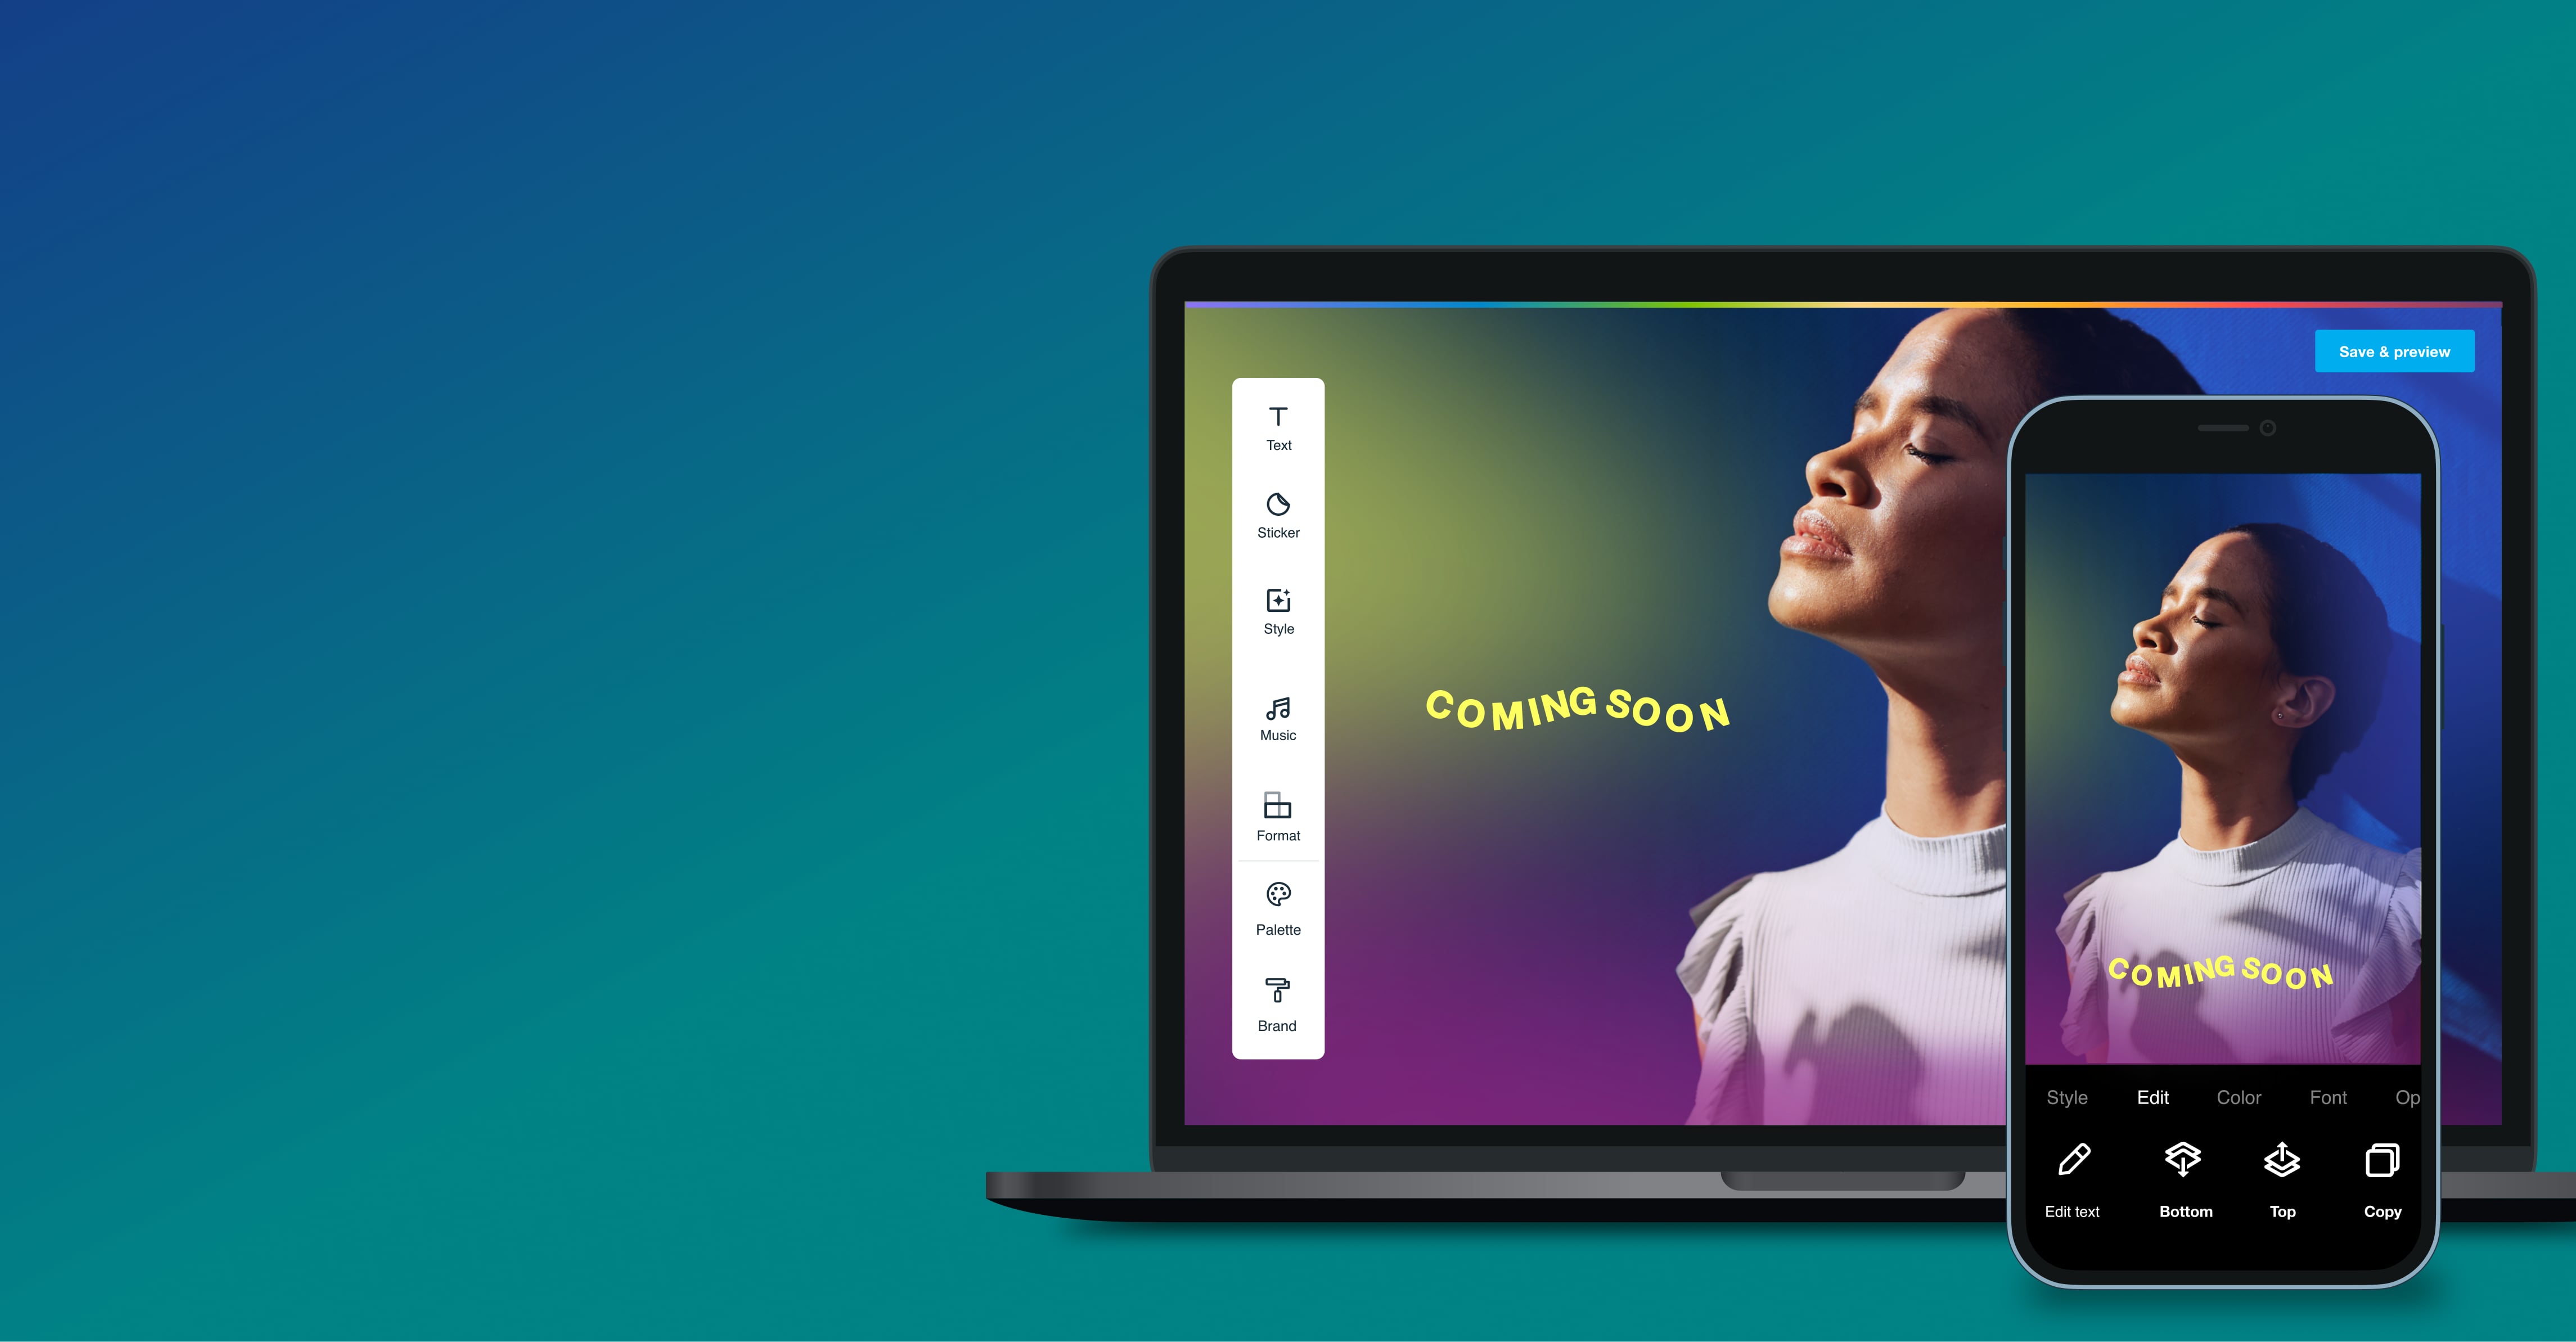 Save & preview
Text
Sticker
Style
Music
Format
Palette
Brand
COMING SOON
COMING SOON
Style Edit Color Font Op
Edit text Bottom Top Copy